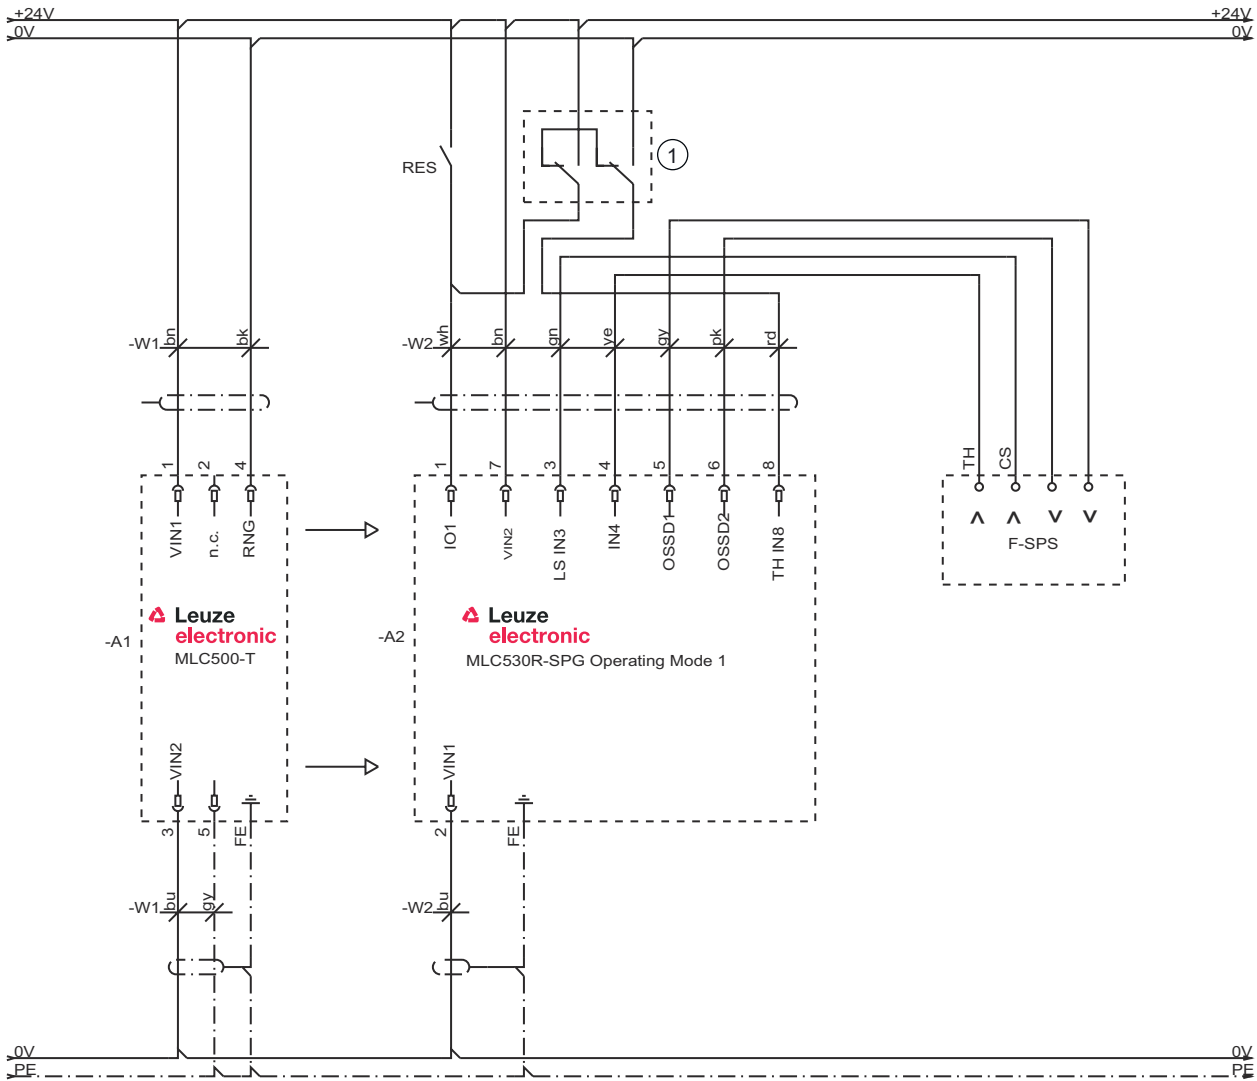 +24V +24V
0V 0V
1
RES
-W1 bn bk
-W2 wh bn gn ye gy pk rd
TH CS
1 2 4
1 7 3 4 5 6 8
VIN1 n.c. RNG
IO1 VIN2 LS IN3 IN4 OSSD1 OSSD2 TH IN8
F-SPS
Leuze
electronic
-A1
MLC500-T
Leuze
electronic
-A2
MLC530R-SPG Operating Mode 1
VIN2
VIN1
3 5 FE
2 FE
-W1 bu gy
-W2 bu
0V 0V
PE PE